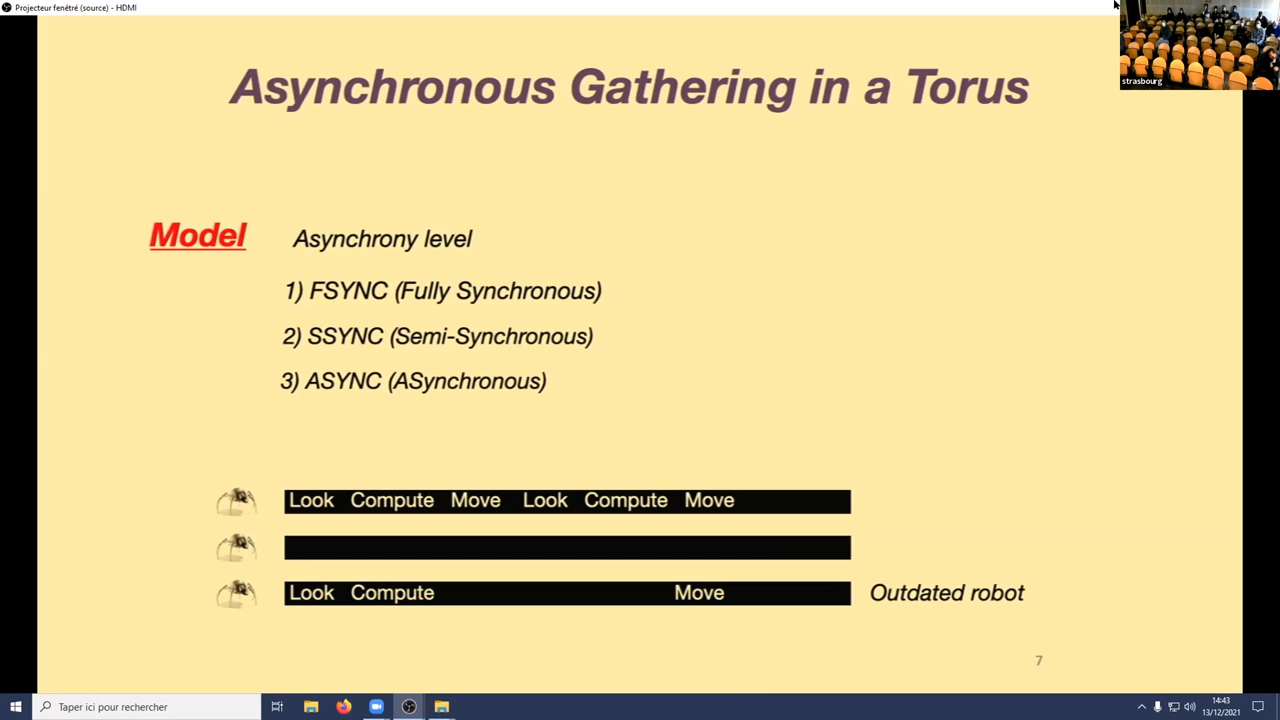 Projecteur fenêtré (source) - HDMI
strasbourg
Asynchronous Gathering in a Torus
Model Asynchrony level
1) FSYNC (Fully Synchronous)
2) SSYNC (Semi-Synchronous)
3) ASYNC (ASynchronous)
Look Compute Move Look Compute Move
Look Compute Move Outdated robot
7
Taper ici pour rechercher
14:43
13/12/2021